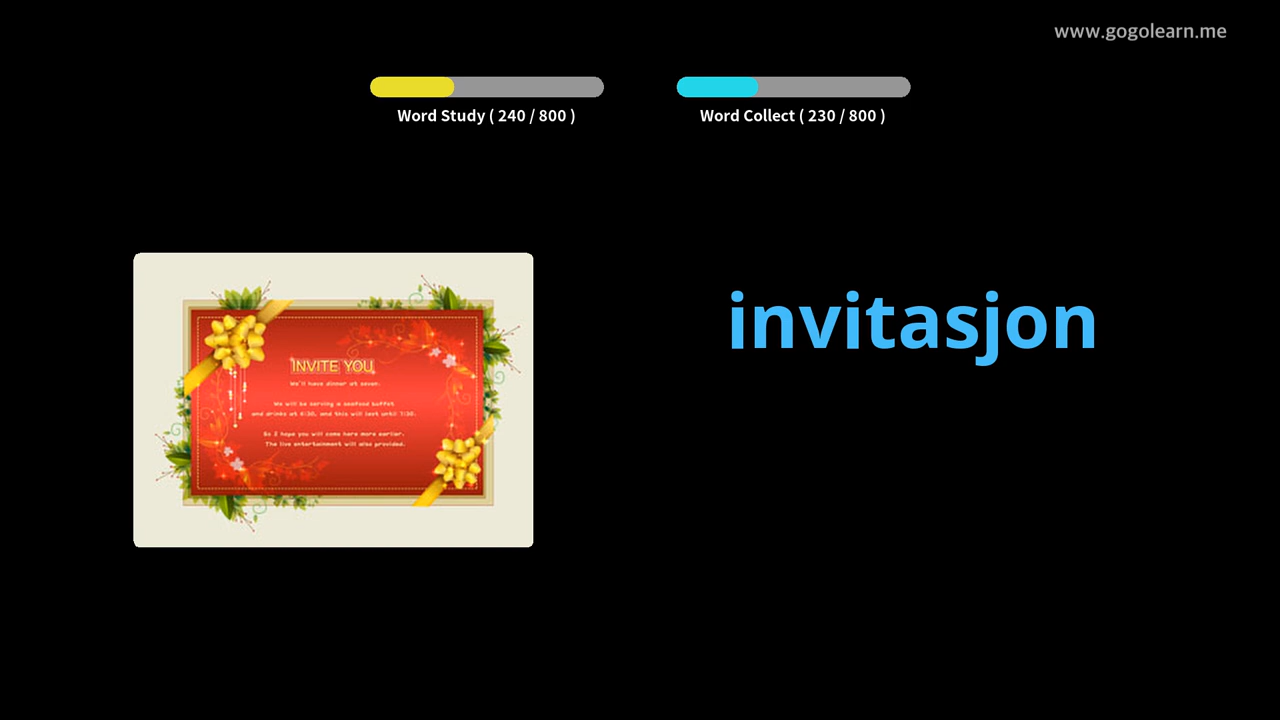 www.gogolearn.me
Word Study ( 240 / 800 )
Word Collect ( 230 / 800 )
invitasjon
INVITE YOU
We'll have dinner at seven.
We will be serving a seafood buffet
and drinks at 6:30, and this will last until 7:30.
So I hope you will come here more earlier.
The live entertainment will also provided.